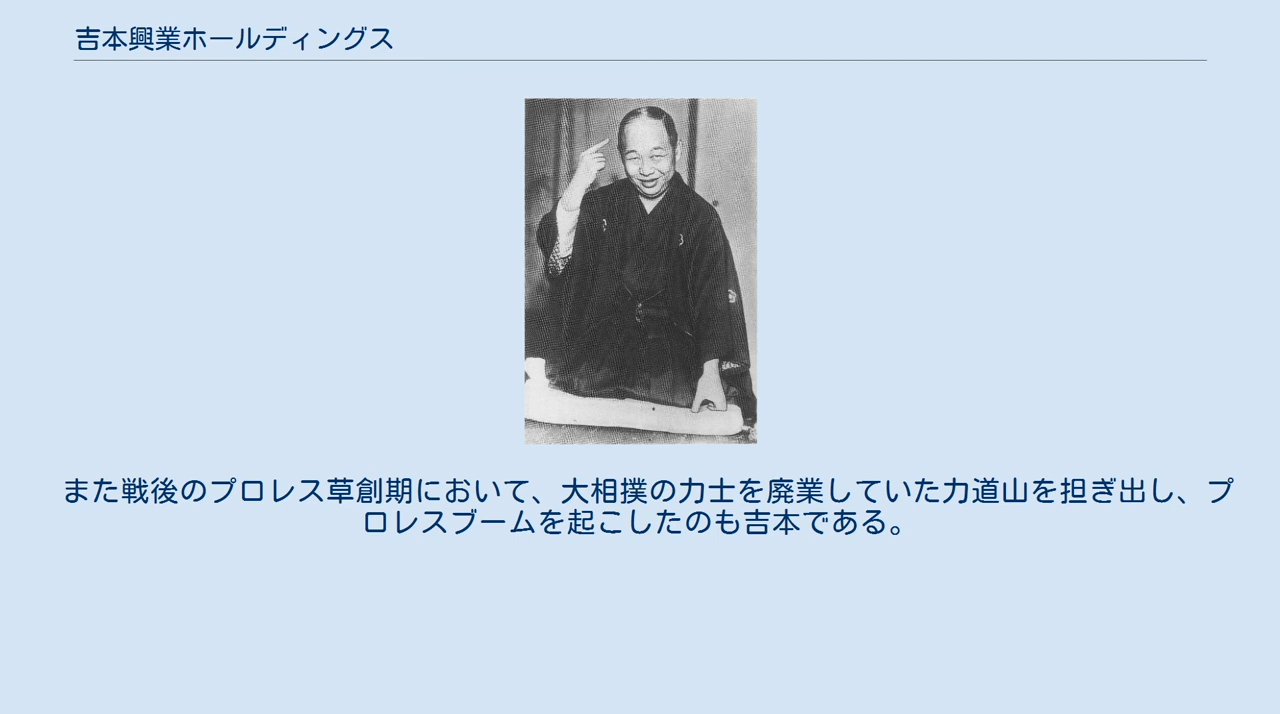 吉本興業ホールディングス
また戦後のプロレス草創期において、大相撲の力士を廃業していた力道山を担ぎ出し、プ
ロレスブームを起こしたのも吉本である。